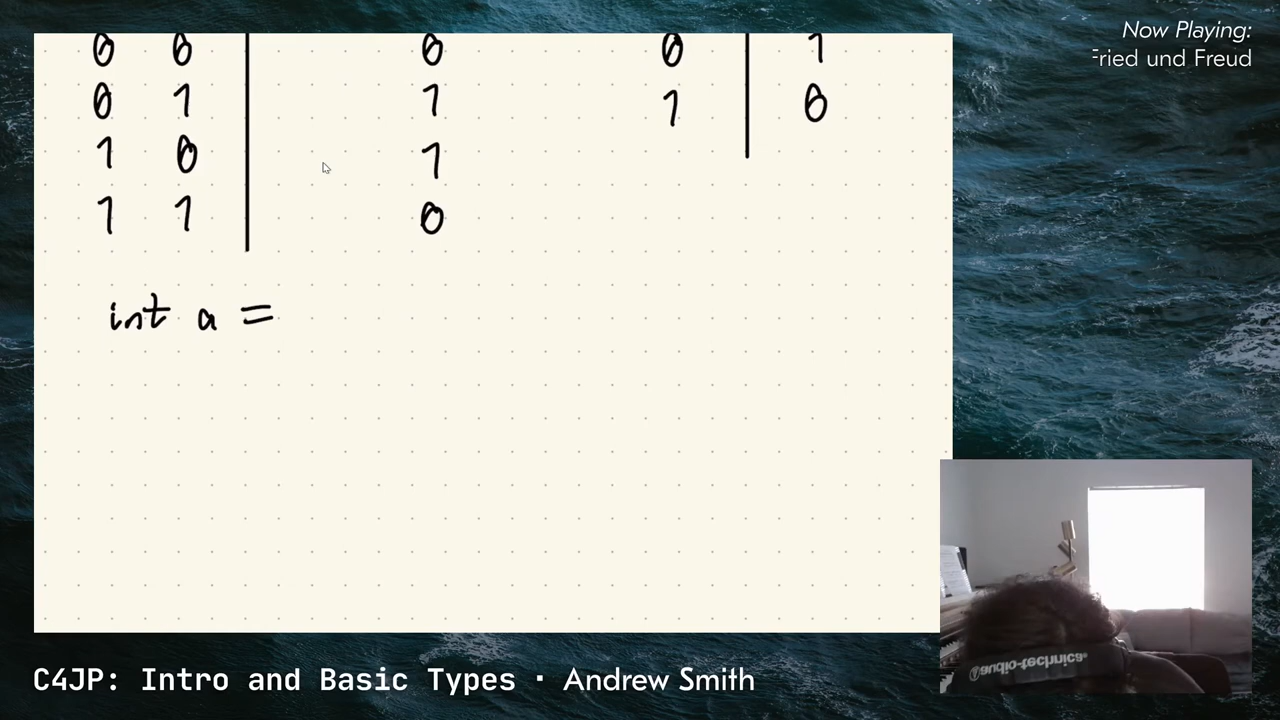 Now Playing:
Fried und Freud
0 0 0 0 1
0 1 1 1 0
1 0 1
1 1 0
int a =
audio-technica
C4JP: Intro and Basic Types · Andrew Smith